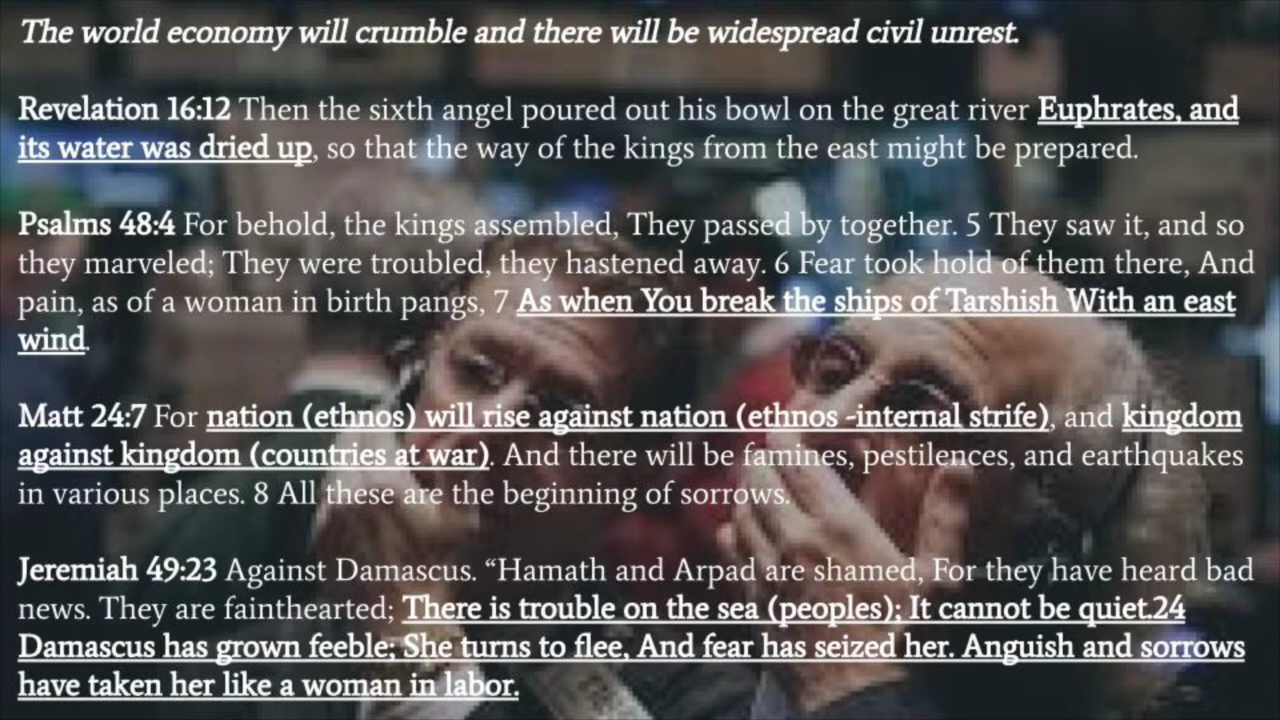 The world economy will crumble and there will be widespread civil unrest.
Revelation 16:12 Then the sixth angel poured out his bowl on the great river Euphrates, and
its water was dried up, so that the way of the kings from the east might be prepared.
Psalms 48:4 For behold, the kings assembled, They passed by together. 5 They saw it, and so
they marveled; They were troubled, they hastened away. 6 Fear took hold of them there, And
pain, as of a woman in birth pangs, 7 As when You break the ships of Tarshish With an east
wind.
Matt 24:7 For nation (ethnos) will rise against nation (ethnos -internal strife), and kingdom
against kingdom (countries at war). And there will be famines, pestilences, and earthquakes
in various places. 8 All these are the beginning of sorrows.
Jeremiah 49:23 Against Damascus. “Hamath and Arpad are shamed, For they have heard bad
news. They are fainthearted; There is trouble on the sea (peoples); It cannot be quiet.24
Damascus has grown feeble; She turns to flee, And fear has seized her. Anguish and sorrows
have taken her like a woman in labor.